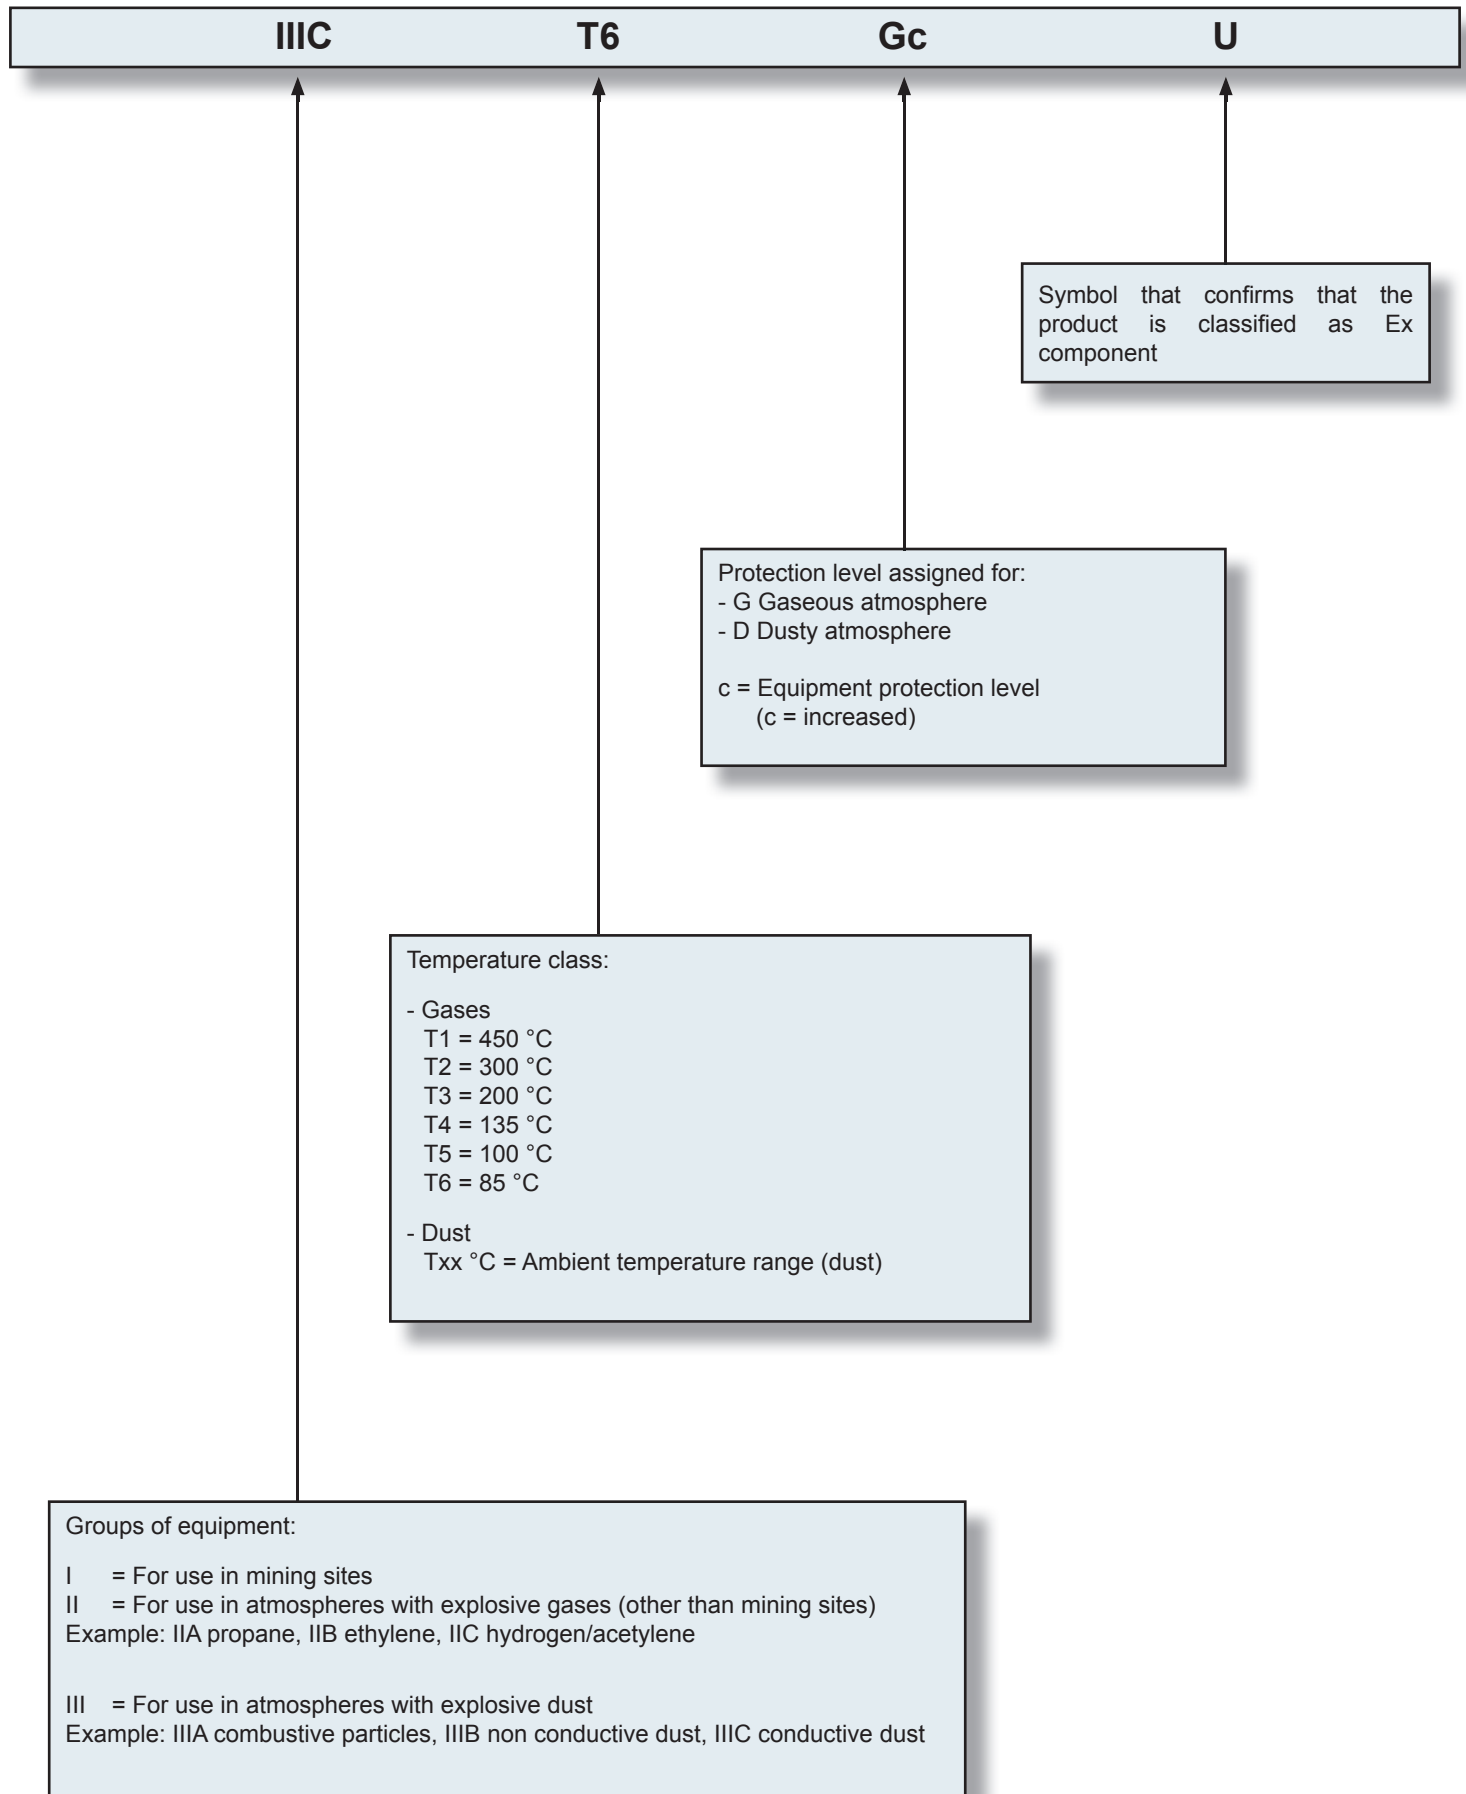 IIIC T6 Gc U
Symbol that confirms that the
product is classified as Ex
component
Protection level assigned for:
- G Gaseous atmosphere
- D Dusty atmosphere
c = Equipment protection level
(c = increased)
Temperature class:
- Gases
T1 = 450 °C
T2 = 300 °C
T3 = 200 °C
T4 = 135 °C
T5 = 100 °C
T6 = 85 °C
- Dust
Txx °C = Ambient temperature range (dust)
Groups of equipment:
I = For use in mining sites
II = For use in atmospheres with explosive gases (other than mining sites)
Example: IIA propane, IIB ethylene, IIC hydrogen/acetylene
III = For use in atmospheres with explosive dust
Example: IIIA combustive particles, IIIB non conductive dust, IIIC conductive dust